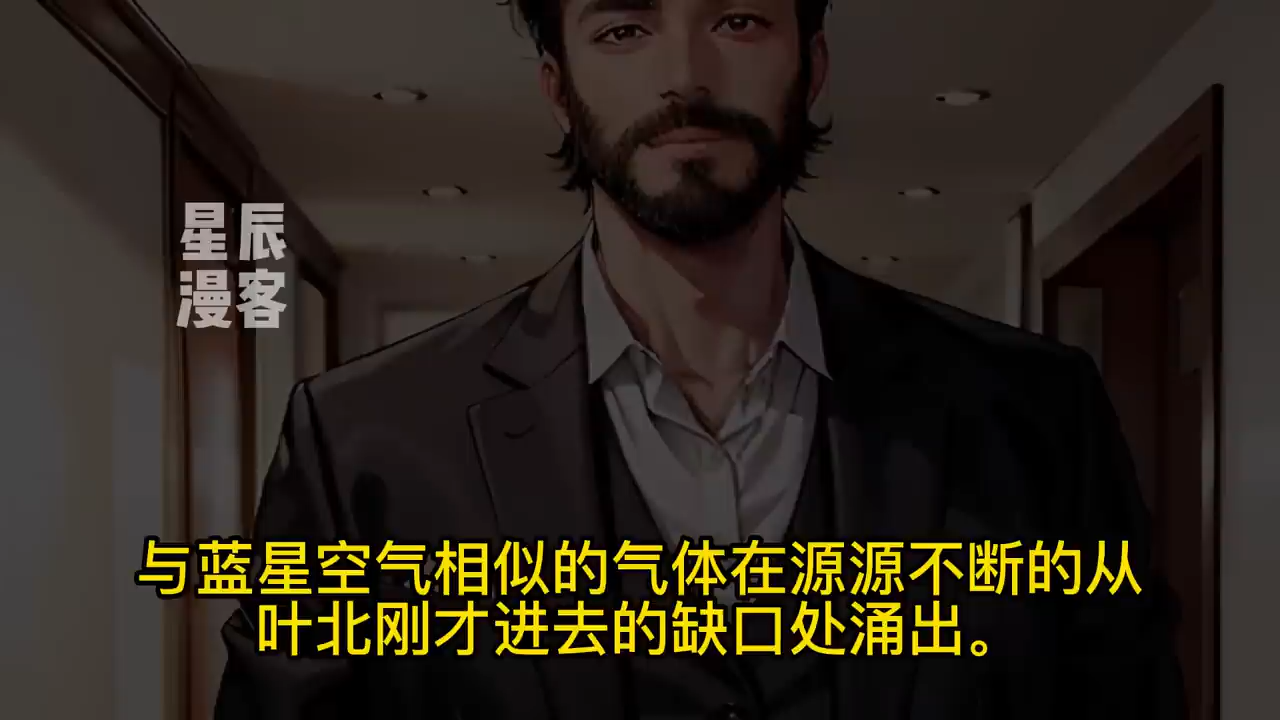 星辰
漫客
与蓝星空气相似的气体在源源不断的从
叶北刚才进去的缺口处涌出。